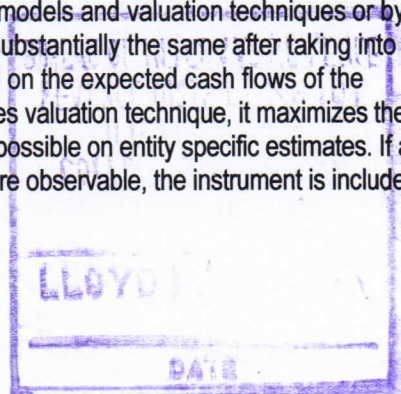 models and valuation techniques or by
substantially the same after taking into
on the expected cash flows of the
es valuation technique, it maximizes the
possible on entity specific estimates. If a
re observable, the instrument is include
LLOYD
DATE